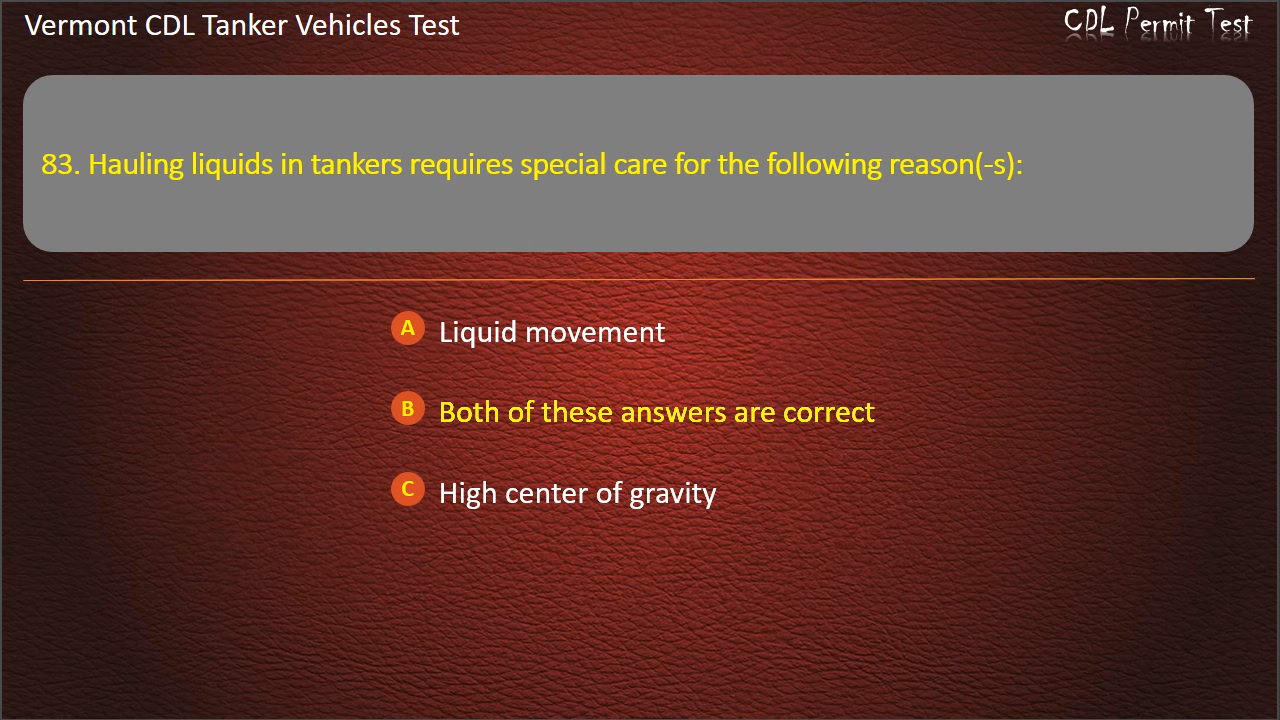 Vermont CDL Tanker Vehicles Test
CDL Permit Test
83. Hauling liquids in tankers requires special care for the following reason(-s):
A Liquid movement
B Both of these answers are correct
C High center of gravity